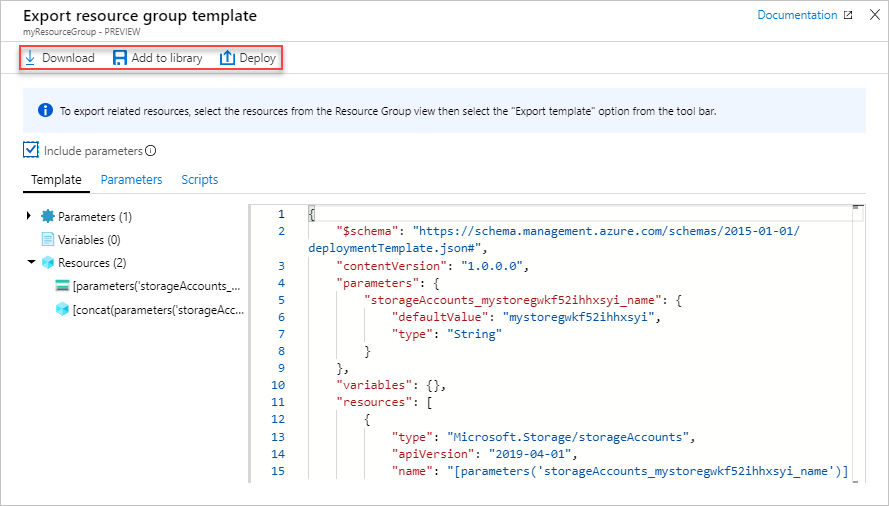 Export resource group template
Documentation
myResourceGroup - PREVIEW
Download Add to library Deploy
To export related resources, select the resources from the Resource Group view then select the "Export template" option from the tool bar.
Include parameters
Template Parameters Scripts
Parameters (1)
Variables (0)
Resources (2)
[parameters('storageAccounts_...
[concat(parameters('storageAcc...
1 {
2 "$schema": "https://schema.management.azure.com/schemas/2015-01-01/
deploymentTemplate.json#",
3 "contentVersion": "1.0.0.0",
4 "parameters": {
5 "storageAccounts_mystoregwkf52ihhxsyi_name": {
6 "defaultValue": "mystoregwkf52ihhxsyi",
7 "type": "String"
8 }
9 },
10 "variables": {},
11 "resources": [
12 {
13 "type": "Microsoft.Storage/storageAccounts",
14 "apiVersion": "2019-04-01",
15 "name": "[parameters('storageAccounts_mystoregwkf52ihhxsyi_name')]